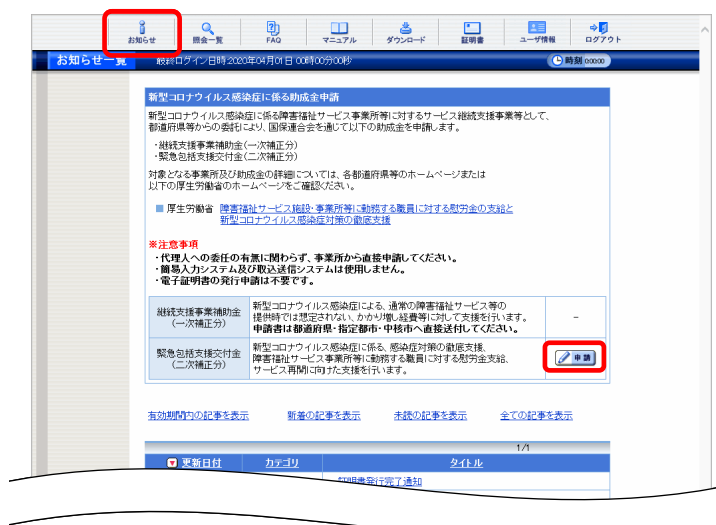 お知らせ 照会一覧 FAQ マニュアル ダウンロード 証明書 ユーザ情報 ログアウト
お知らせ一覧 最終ログイン日時:2020年04月01日 00時00分00秒 時刻 00:00:00
新型コロナウイルス感染症に係る助成金申請
新型コロナウイルス感染症に係る障害福祉サービス事業所等に対するサービス継続支援事業等として、
都道府県等からの委託により、国保連合会を通じて以下の助成金を申請します。
・継続支援事業補助金(一次補正分)
・緊急包括支援交付金(二次補正分)
対象となる事業所及び助成金の詳細については、各都道府県等のホームページまたは
以下の厚生労働省のホームページをご確認ください。
■ 厚生労働省 障害福祉サービス施設・事業所等に勤務する職員に対する慰労金の支給と
新型コロナウイルス感染症対策の徹底支援
※注意事項
・代理人への委任の有無に関わらず、事業所から直接申請してください。
・簡易入力システム及び取込送信システムは使用しません。
・電子証明書の発行申請は不要です。
継続支援事業補助金
(一次補正分)
新型コロナウイルス感染症による、通常の障害福祉サービス等の
提供時では想定されない、かかり増し経費等に対して支援を行います。
申請書は都道府県・指定都市・中核市へ直接送付してください。
-
緊急包括支援交付金
(二次補正分)
新型コロナウイルス感染症に係る、感染症対策の徹底支援、
障害福祉サービス事業所等に勤務する職員に対する慰労金支給、
サービス再開に向けた支援を行います。
申請
有効期間内の記事を表示 新着の記事を表示 未読の記事を表示 全ての記事を表示
1/1
更新日付 カテゴリ タイトル
証明書発行完了通知